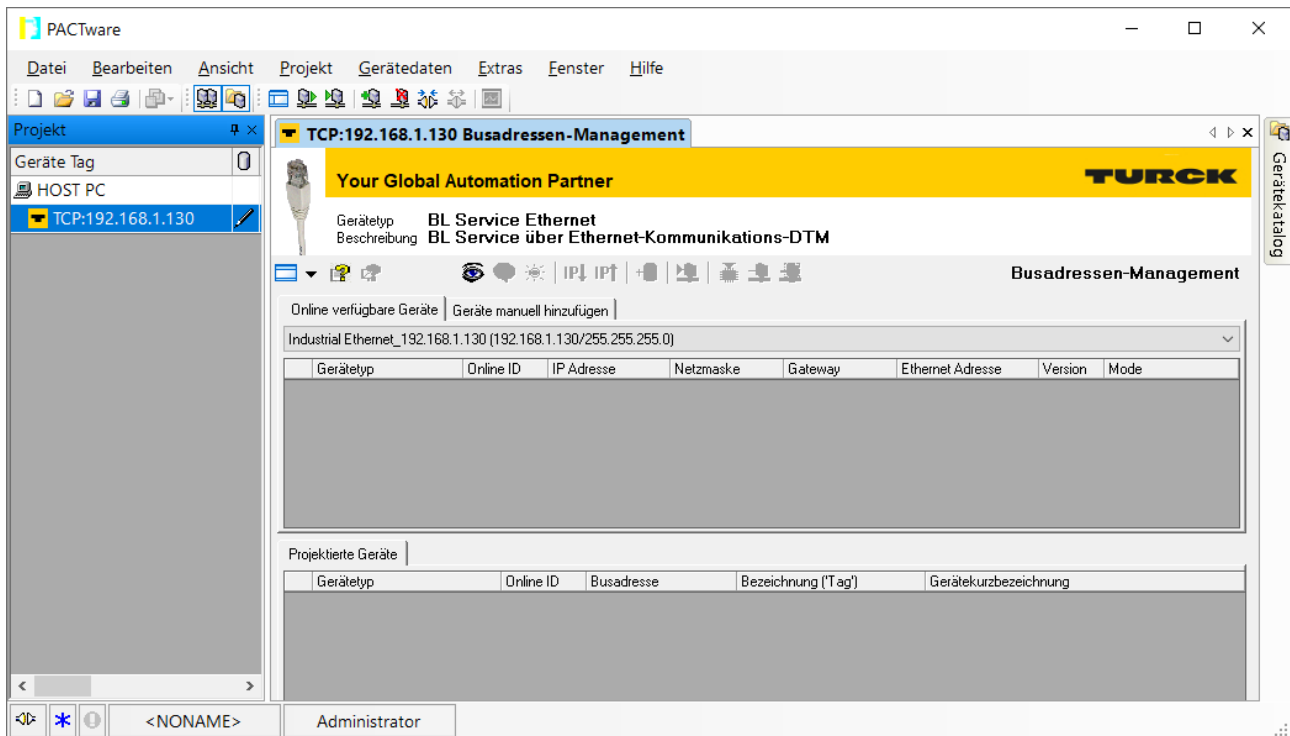 PACTware
Datei Bearbeiten Ansicht Projekt Gerätedaten Extras Fenster Hilfe
Projekt
Geräte Tag
HOST PC
TCP:192.168.1.130
TCP:192.168.1.130 Busadressen-Management
Your Global Automation Partner
TURCK
Gerätetyp BL Service Ethernet
Beschreibung BL Service über Ethernet-Kommunikations-DTM
IP IP
Busadressen-Management
Online verfügbare Geräte Geräte manuell hinzufügen
Industrial Ethernet_192.168.1.130 (192.168.1.130/255.255.255.0)
Gerätetyp Online ID IP Adresse Netzmaske Gateway Ethernet Adresse Version Mode
Projektierte Geräte
Gerätetyp Online ID Busadresse Bezeichnung ('Tag') Gerätekurzbezeichnung
Gerätekatalog
<NONAME> Administrator